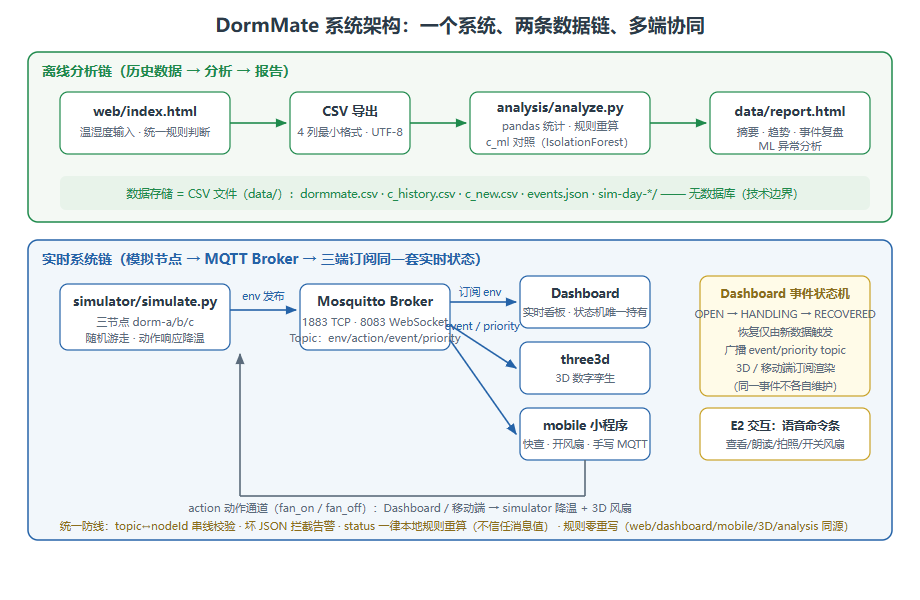 DormMate 系统架构：一个系统、两条数据链、多端协同
离线分析链（历史数据 → 分析 → 报告）
web/index.html
温湿度输入 · 统一规则判断
CSV 导出
4 列最小格式 · UTF-8
analysis/analyze.py
pandas 统计 · 规则重算
c_ml 对照（IsolationForest）
data/report.html
摘要 · 趋势 · 事件复盘
ML 异常分析
数据存储 = CSV 文件（data/）：dormmate.csv · c_history.csv · c_new.csv · events.json · sim-day-*/ —— 无数据库（技术边界）
实时系统链（模拟节点 → MQTT Broker → 三端订阅同一套实时状态）
simulator/simulate.py
三节点 dorm-a/b/c
随机游走 · 动作响应降温
env 发布
Mosquitto Broker
1883 TCP · 8083 WebSocket
Topic：env/action/event/priority
订阅 env
event / priority
Dashboard
实时看板 · 状态机唯一持有
three3d
3D 数字孪生
mobile 小程序
快查 · 开风扇 · 手写 MQTT
Dashboard 事件状态机
OPEN → HANDLING → RECOVERED
恢复仅由新数据触发
广播 event/priority topic
3D / 移动端订阅渲染
（同一事件不各自维护）
E2 交互：语音命令条
查看/朗读/拍照/开关风扇
action 动作通道（fan_on / fan_off）：Dashboard / 移动端 → simulator 降温 + 3D 风扇
统一防线：topic↔nodeId 串线校验 · 坏 JSON 拦截告警 · status 一律本地规则重算（不信任消息值） · 规则零重写（web/dashboard/mobile/3D/analysis 同源）